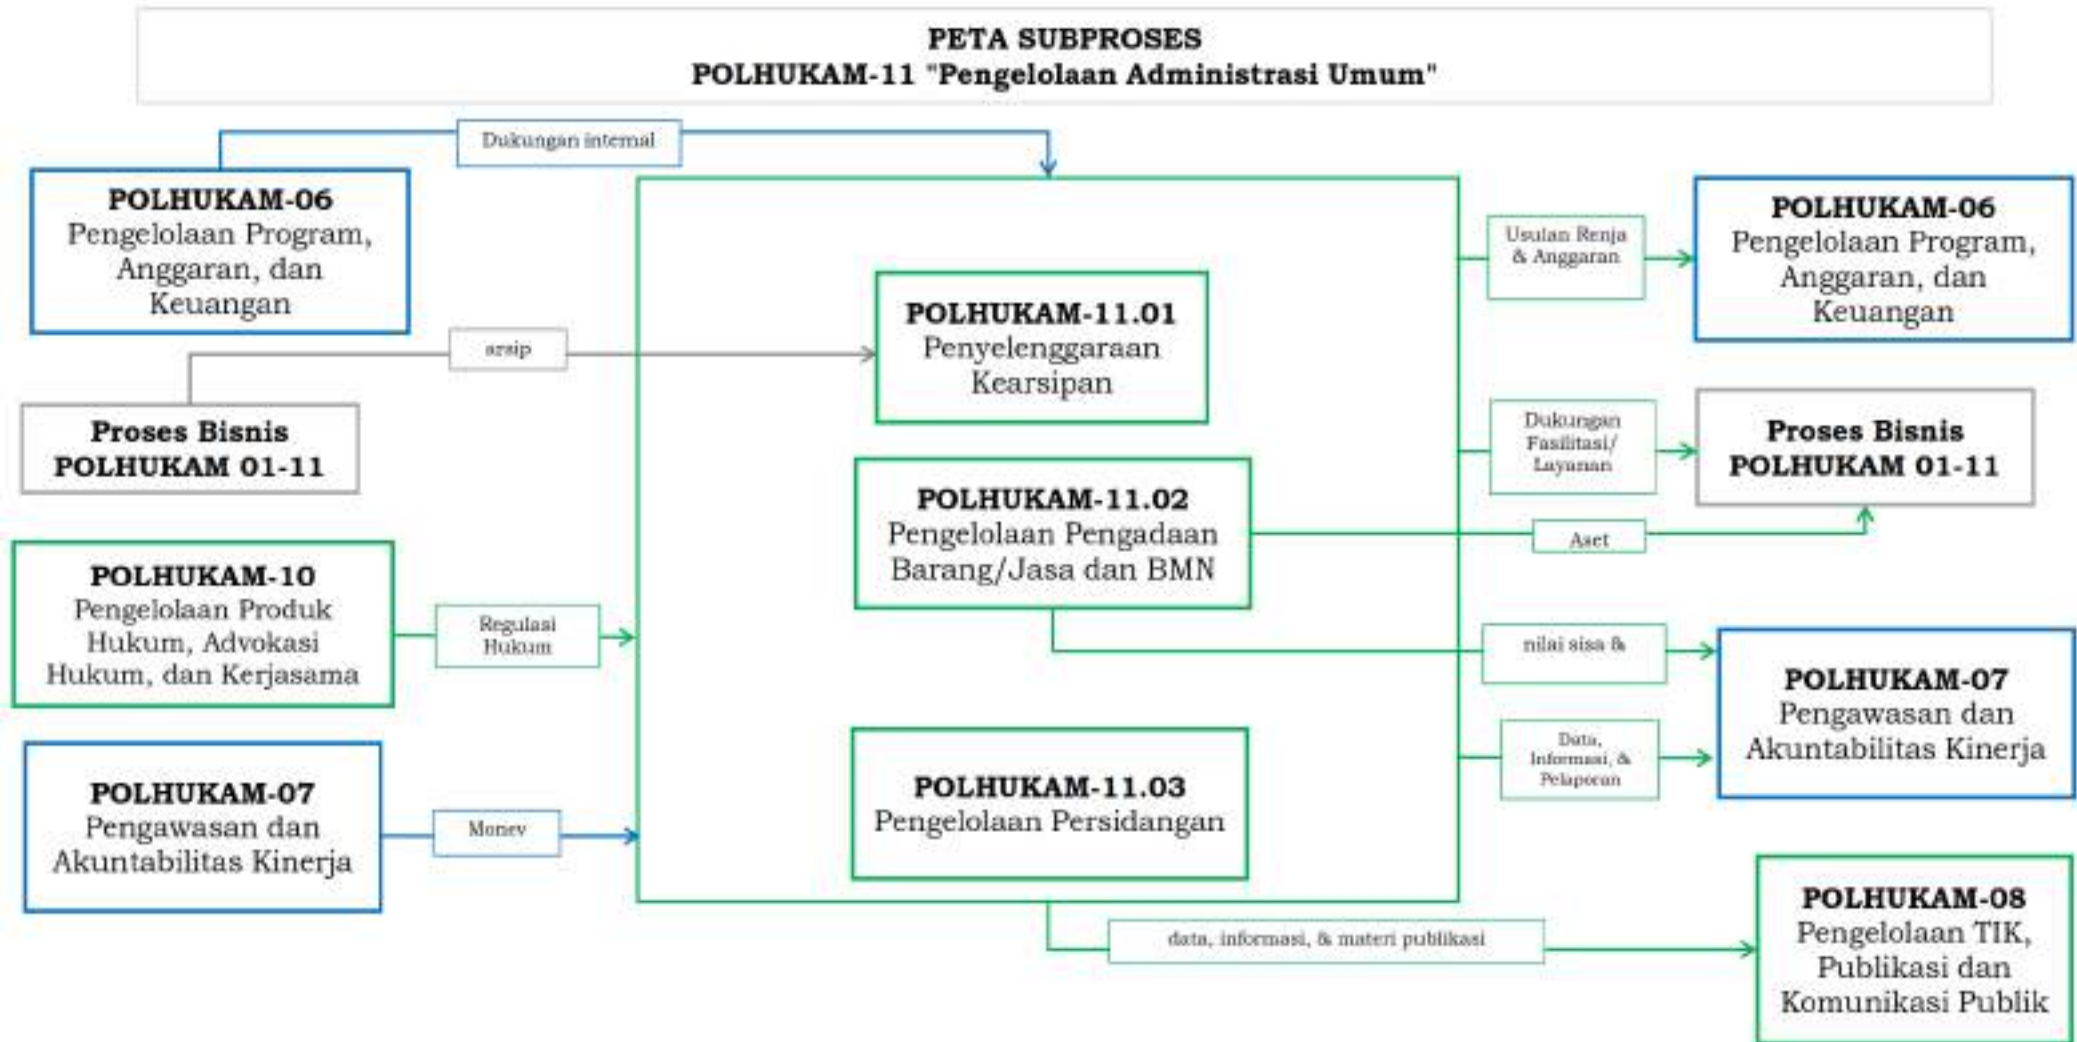 PETA SUBPROSES
POLHUKAM-11 "Pengelolaan Administrasi Umum"
Dukungan internal
POLHUKAM-06
Pengelolaan Program,
Anggaran, dan
Keuangan
arsip
Proses Bisnis
POLHUKAM 01-11
POLHUKAM-10
Pengelolaan Produk
Hukum, Advokasi
Hukum, dan Kerjasama
Regulasi
Hukum
POLHUKAM-07
Pengawasan dan
Akuntabilitas Kinerja
Monev
POLHUKAM-11.01
Penyelenggaraan
Kearsipan
POLHUKAM-11.02
Pengelolaan Pengadaan
Barang/Jasa dan BMN
POLHUKAM-11.03
Pengelolaan Persidangan
Usulan Renja
& Anggaran
POLHUKAM-06
Pengelolaan Program,
Anggaran, dan
Keuangan
Dukungan
Fasilitasi/
Layanan
Proses Bisnis
POLHUKAM 01-11
Aset
nilai sisa &
POLHUKAM-07
Pengawasan dan
Akuntabilitas Kinerja
Data,
Informasi, &
Pelaporan
data, informasi, & materi publikasi
POLHUKAM-08
Pengelolaan TIK,
Publikasi dan
Komunikasi Publik